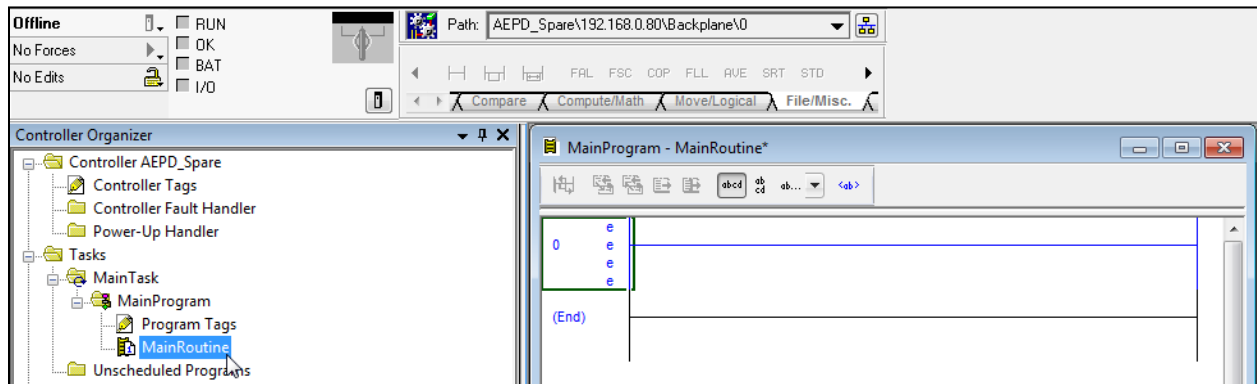 Offline
RUN
No Forces
OK
No Edits
BAT
I/O
Path: AEPD_Spare\192.168.0.80\Backplane\0
FAL FSC COP FLL AVE SRT STD
Compare Compute/Math Move/Logical File/Misc.
Controller Organizer
Controller AEPD_Spare
Controller Tags
Controller Fault Handler
Power-Up Handler
Tasks
MainTask
MainProgram
Program Tags
MainRoutine
Unscheduled Programs
MainProgram - MainRoutine*
abcd ab cd ab... <ab>
e
0 e
e
e
(End)